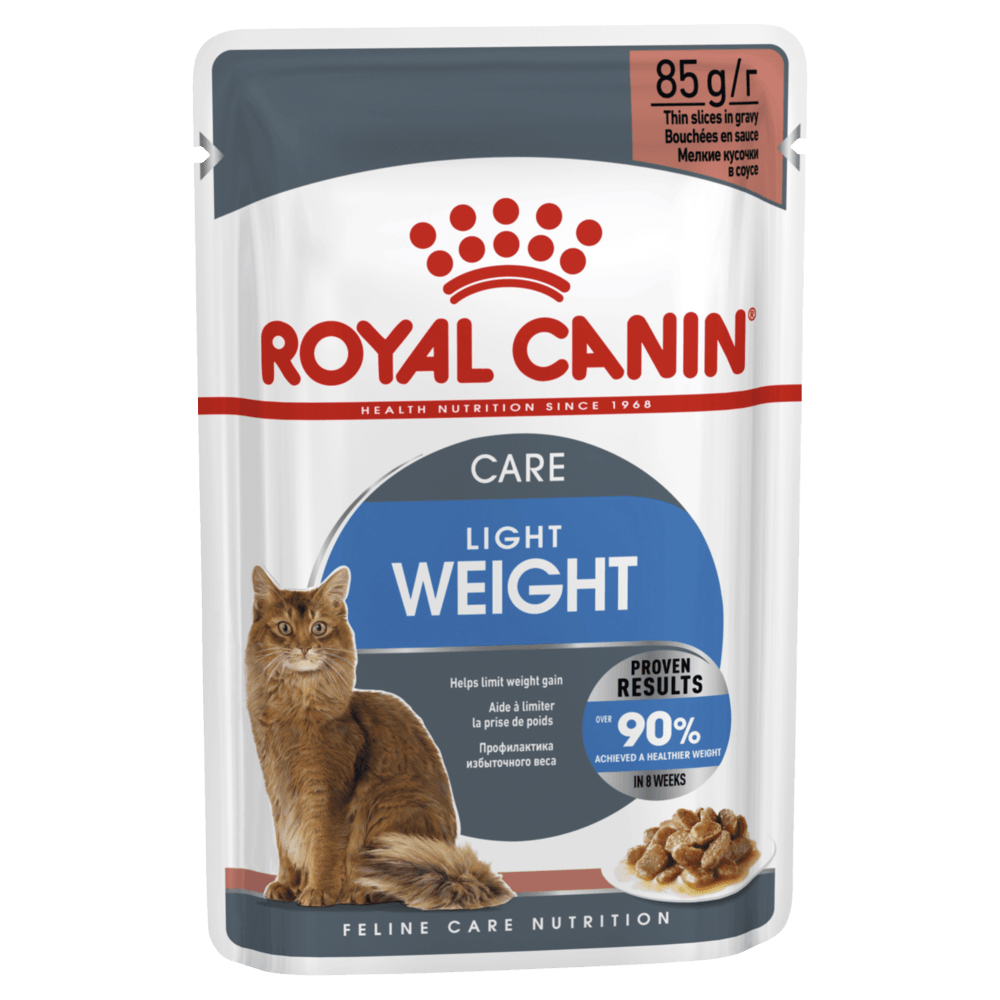 85 g/г
Thin slices in gravy
Bouchées en sauce
Мелкие кусочки
в соусе
ROYAL CANIN®
HEALTH NUTRITION SINCE 1968
CARE
LIGHT
WEIGHT
Helps limit weight gain
Aide à limiter
la prise de poids
Профилактика
избыточного веса
PROVEN
RESULTS
OVER 90%
ACHIEVED A HEALTHIER WEIGHT
IN 8 WEEKS
FELINE CARE NUTRITION